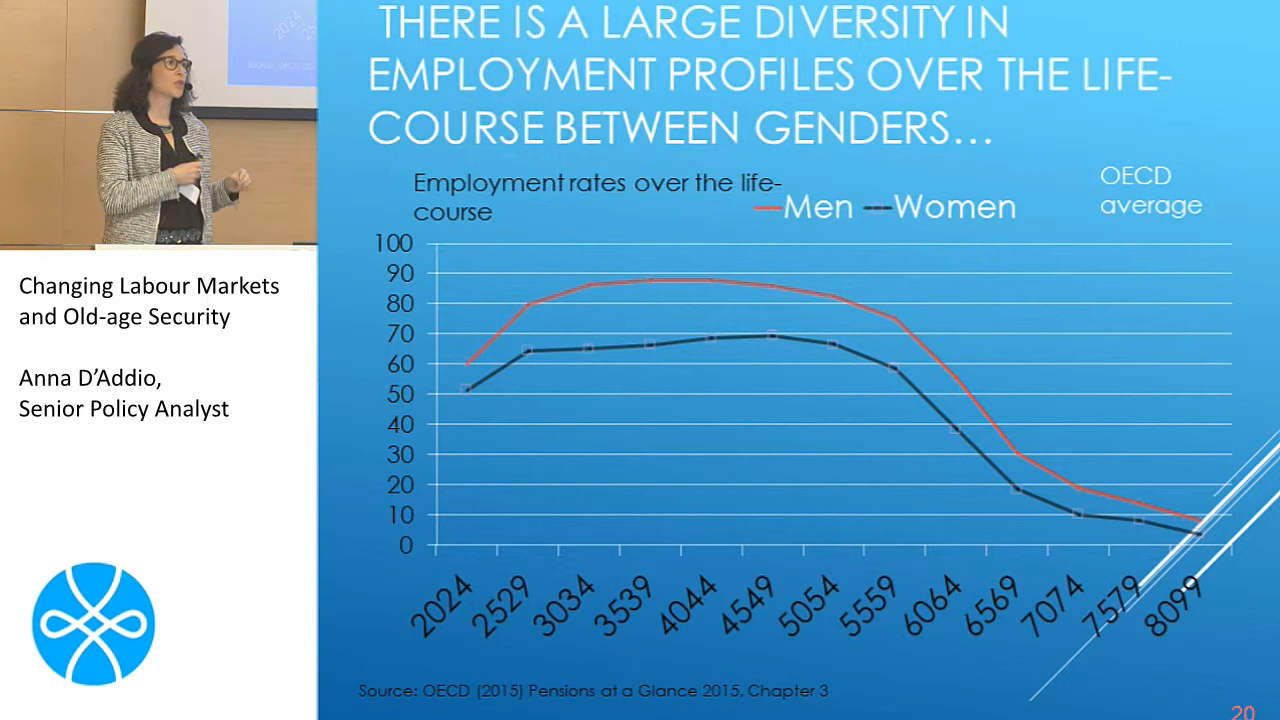 THERE IS A LARGE DIVERSITY IN
EMPLOYMENT PROFILES OVER THE LIFE-
COURSE BETWEEN GENDERS…
Employment rates over the life-
course
Men
Women
OECD
average
100
90
80
70
60
50
40
30
20
10
0
2024
2529
3034
3539
4044
4549
5054
5559
6064
6569
7074
7579
8099
Source: OECD (2015) Pensions at a Glance 2015, Chapter 3
20
Changing Labour Markets
and Old-age Security
Anna D’Addio,
Senior Policy Analyst